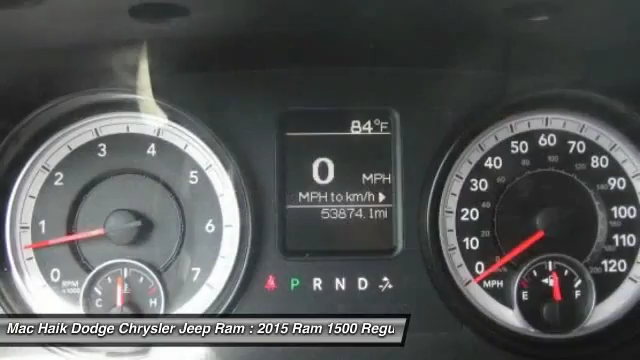 84°F
0 MPH
MPH to km/h
53874.1mi
P R N D
0 1 2 3 4 5 6 7
RPM
×1000
C H
0 10 20 30 40 50 60 70 80 90 100 120
MPH
E F
Mac Haik Dodge Chrysler Jeep Ram : 2015 Ram 1500 Regu